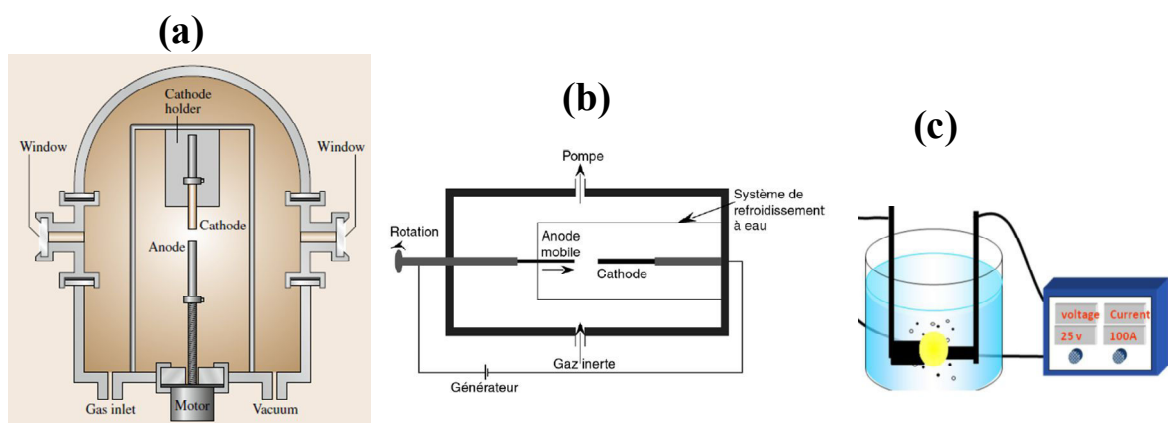 (a)
Cathode
holder
Window
Window
Cathode
Anode
Gas inlet
Motor
Vacuum
(b)
Pompe
Système de
refroidissement
à eau
Rotation
Anode
mobile
Cathode
Gaz inerte
Générateur
(c)
voltage Current
25 v 100A